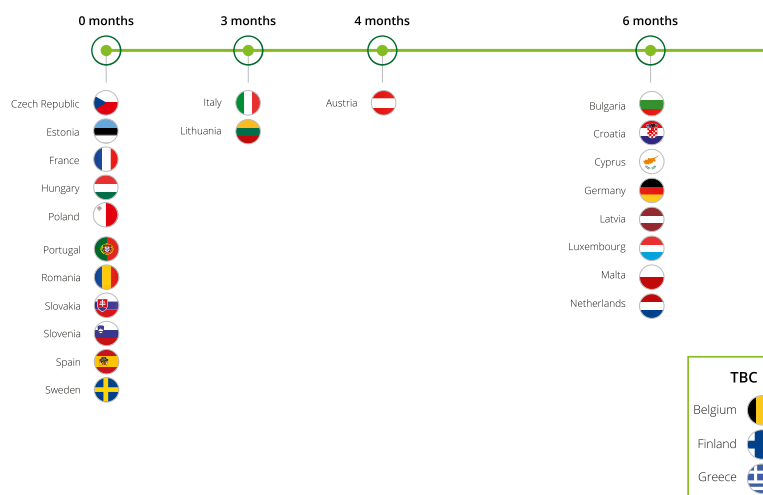 0 months
3 months
4 months
6 months
Czech Republic
Estonia
France
Hungary
Poland
Portugal
Romania
Slovakia
Slovenia
Spain
Sweden
Italy
Lithuania
Austria
Bulgaria
Croatia
Cyprus
Germany
Latvia
Luxembourg
Malta
Netherlands
TBC
Belgium
Finland
Greece